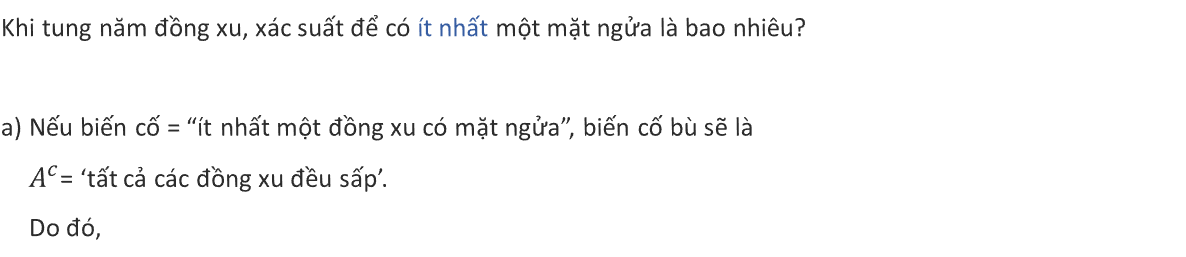 Khi tung năm đồng xu, xác suất để có ít nhất một mặt ngửa là bao nhiêu?
a) Nếu biến cố = “ít nhất một đồng xu có mặt ngửa”, biến cố bù sẽ là
Aᶜ= ‘tất cả các đồng xu đều sấp’.
Do đó,